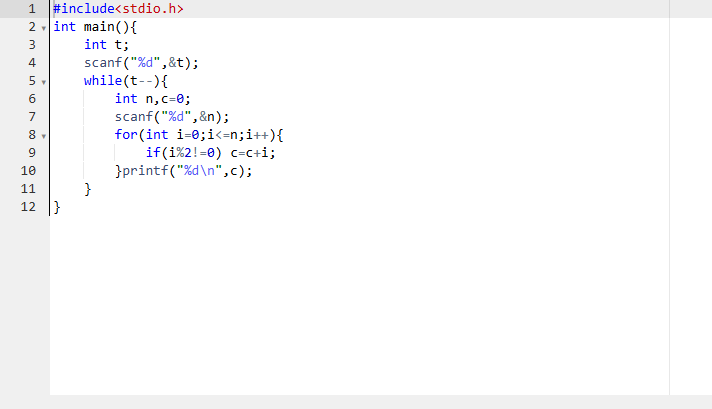 1 #include<stdio.h>
2 int main(){
3 int t;
4 scanf("%d",&t);
5 while(t--){
6 int n,c=0;
7 scanf("%d",&n);
8 for(int i=0;i<=n;i++){
9 if(i%2!=0) c=c+i;
10 }printf("%d\n",c);
11 }
12 }